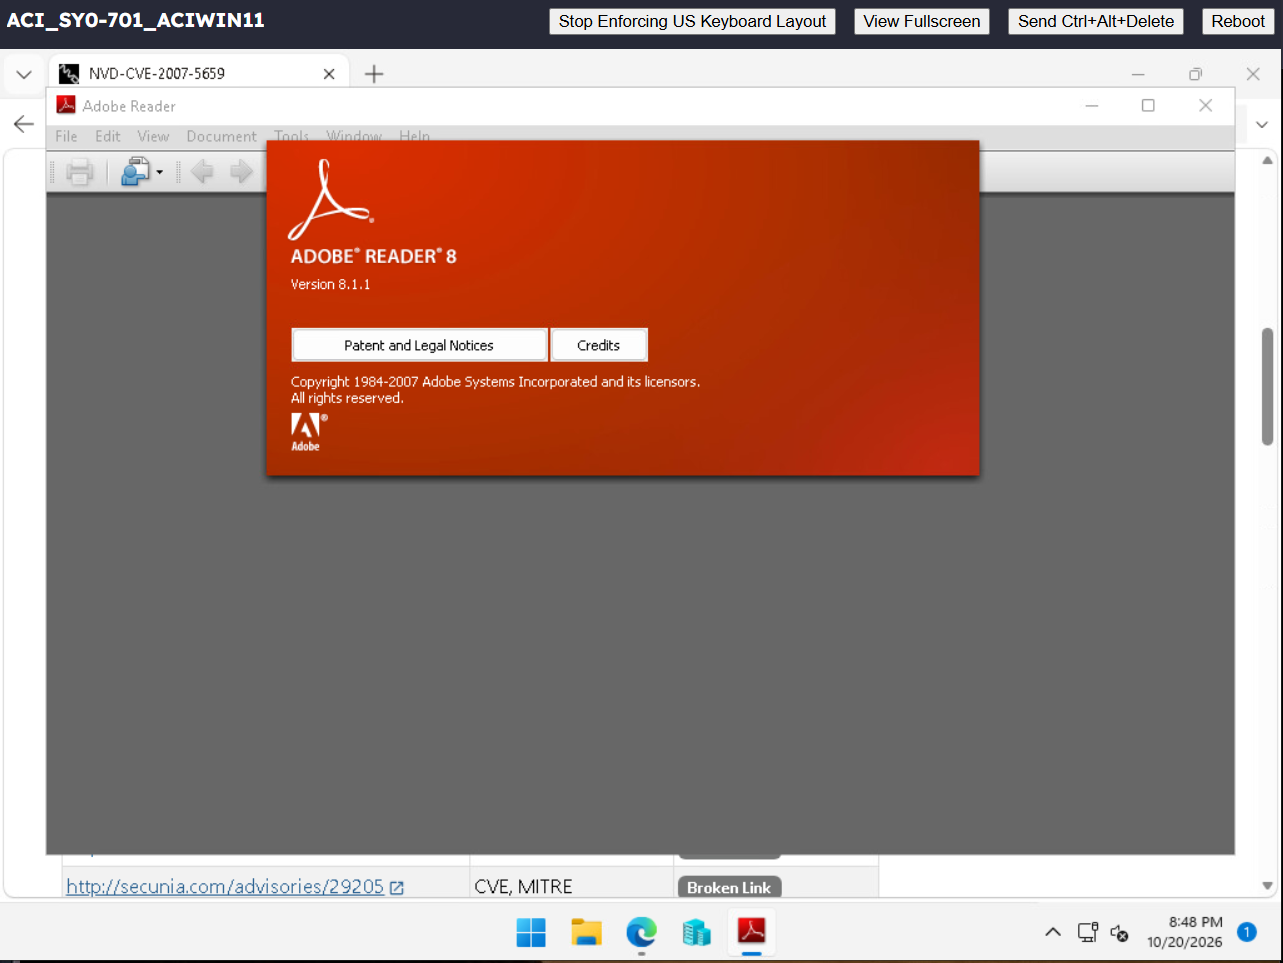 ACI_SY0-701_ACIWIN11
Stop Enforcing US Keyboard Layout
View Fullscreen
Send Ctrl+Alt+Delete
Reboot
NVD-CVE-2007-5659
Adobe Reader
File Edit View Document Tools Window Help
ADOBE® READER® 8
Version 8.1.1
Patent and Legal Notices
Credits
Copyright 1984-2007 Adobe Systems Incorporated and its licensors.
All rights reserved.
Adobe
http://secunia.com/advisories/29205
CVE, MITRE
Broken Link
8:48 PM
10/20/2026
1